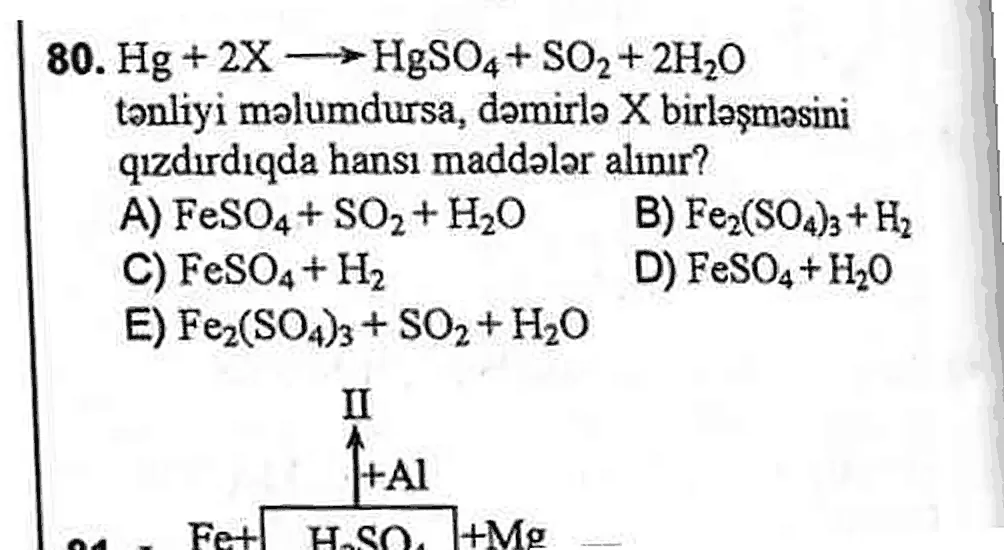 80. Hg + 2X ⟶ HgSO₄ + SO₂ + 2H₂O
tənliyi məlumdursa, dəmirlə X birləşməsini
qızdırdıqda hansı maddələr alınır?
A) FeSO₄ + SO₂ + H₂O B) Fe₂(SO₄)₃ + H₂
C) FeSO₄ + H₂ D) FeSO₄ + H₂O
E) Fe₂(SO₄)₃ + SO₂ + H₂O
II
+Al
Fe+ H₂SO₄ +Mg